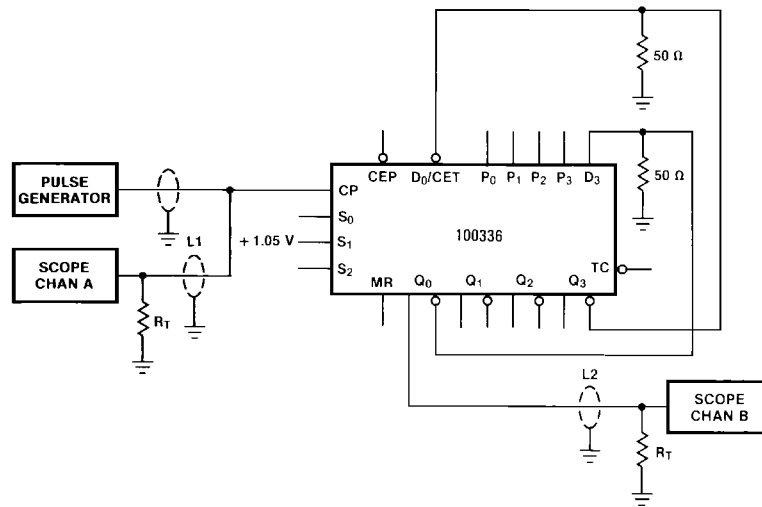 50 Ω
CEP D0/CET P0 P1 P2 P3 D3
50 Ω
PULSE
GENERATOR
CP
S0
100336
L1
+ 1.05 V
S1
SCOPE
CHAN A
S2
TC
MR Q0 Q1 Q2 Q3
RT
L2
SCOPE
CHAN B
RT